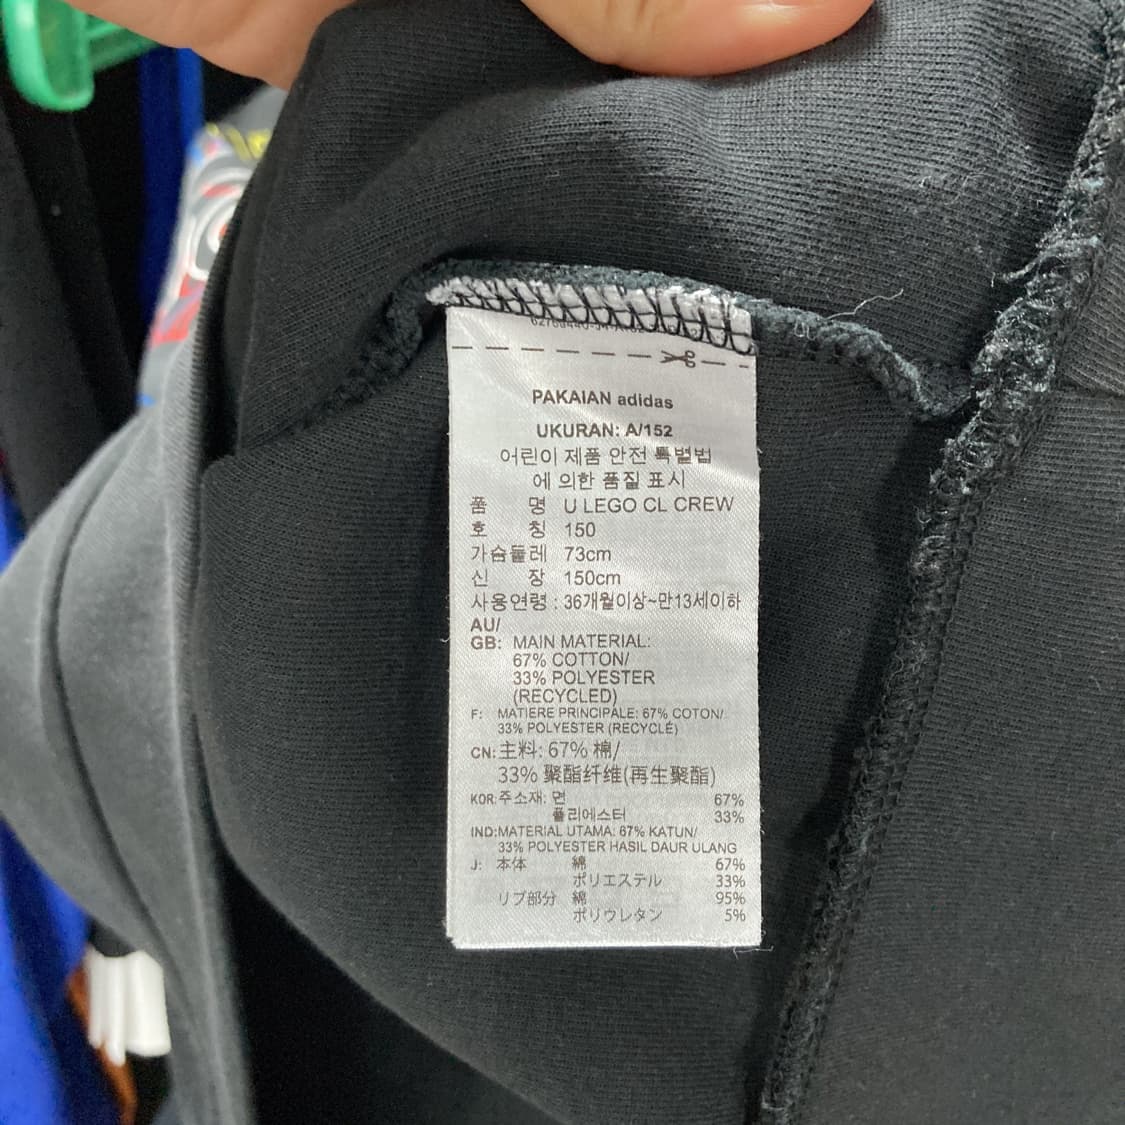 PAKAIAN adidas
UKURAN: A/152
어린이 제품 안전 특별법
에 의한 품질 표시
품 명 U LEGO CL CREW
호 칭 150
가슴둘레 73cm
신 장 150cm
사용연령 : 36개월이상~만13세이하
AU/
GB: MAIN MATERIAL:
67% COTTON/
33% POLYESTER
(RECYCLED)
F: MATIERE PRINCIPALE: 67% COTON/
33% POLYESTER (RECYCLÉ)
CN: 主料: 67% 棉/
33% 聚酯纤维(再生聚酯)
KOR: 주소재: 면 67%
폴리에스터 33%
IND: MATERIAL UTAMA: 67% KATUN/
33% POLYESTER HASIL DAUR ULANG
J: 本体 綿 67%
ポリエステル 33%
リブ部分 綿 95%
ポリウレタン 5%